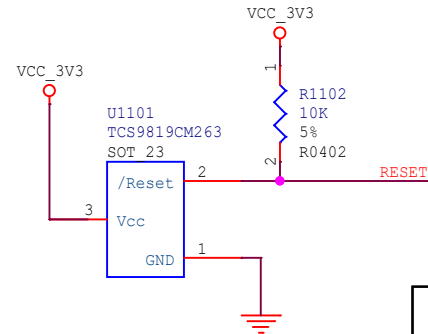 VCC_3V3
VCC_3V3
1
R1102
10K
5%
R0402
2
U1101
TCS9819CM263
SOT 23
/Reset
2
RESET
3
Vcc
1
GND